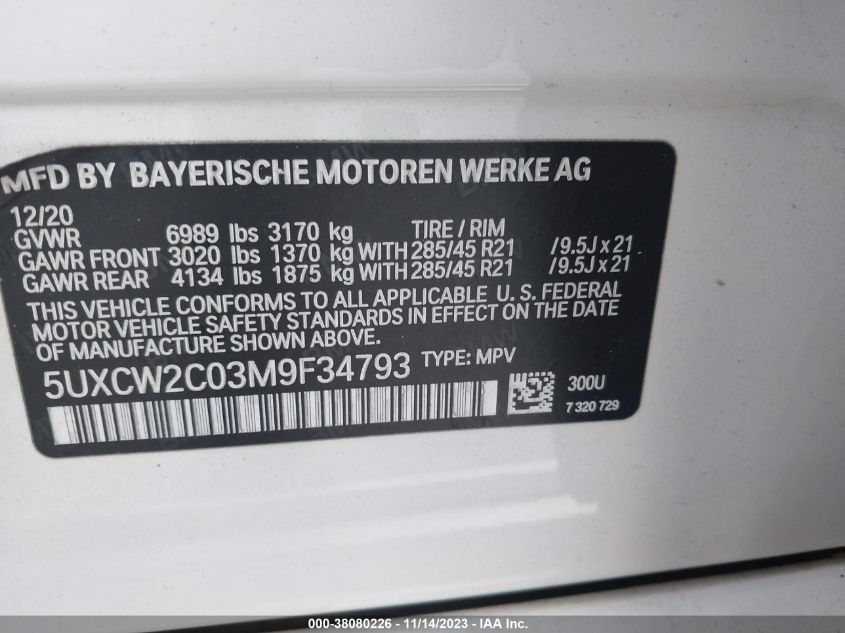 MFD BY BAYERISCHE MOTOREN WERKE AG
12/20
GVWR 6989 lbs 3170 kg TIRE / RIM
GAWR FRONT 3020 lbs 1370 kg WITH 285/45 R21 /9.5J x 21
GAWR REAR 4134 lbs 1875 kg WITH 285/45 R21 /9.5J x 21
THIS VEHICLE CONFORMS TO ALL APPLICABLE U. S. FEDERAL
MOTOR VEHICLE SAFETY STANDARDS IN EFFECT ON THE DATE
OF MANUFACTURE SHOWN ABOVE.
5UXCW2C03M9F34793 TYPE: MPV
300U
7 320 729
000-38080226 - 11/14/2023 - IAAI Inc.